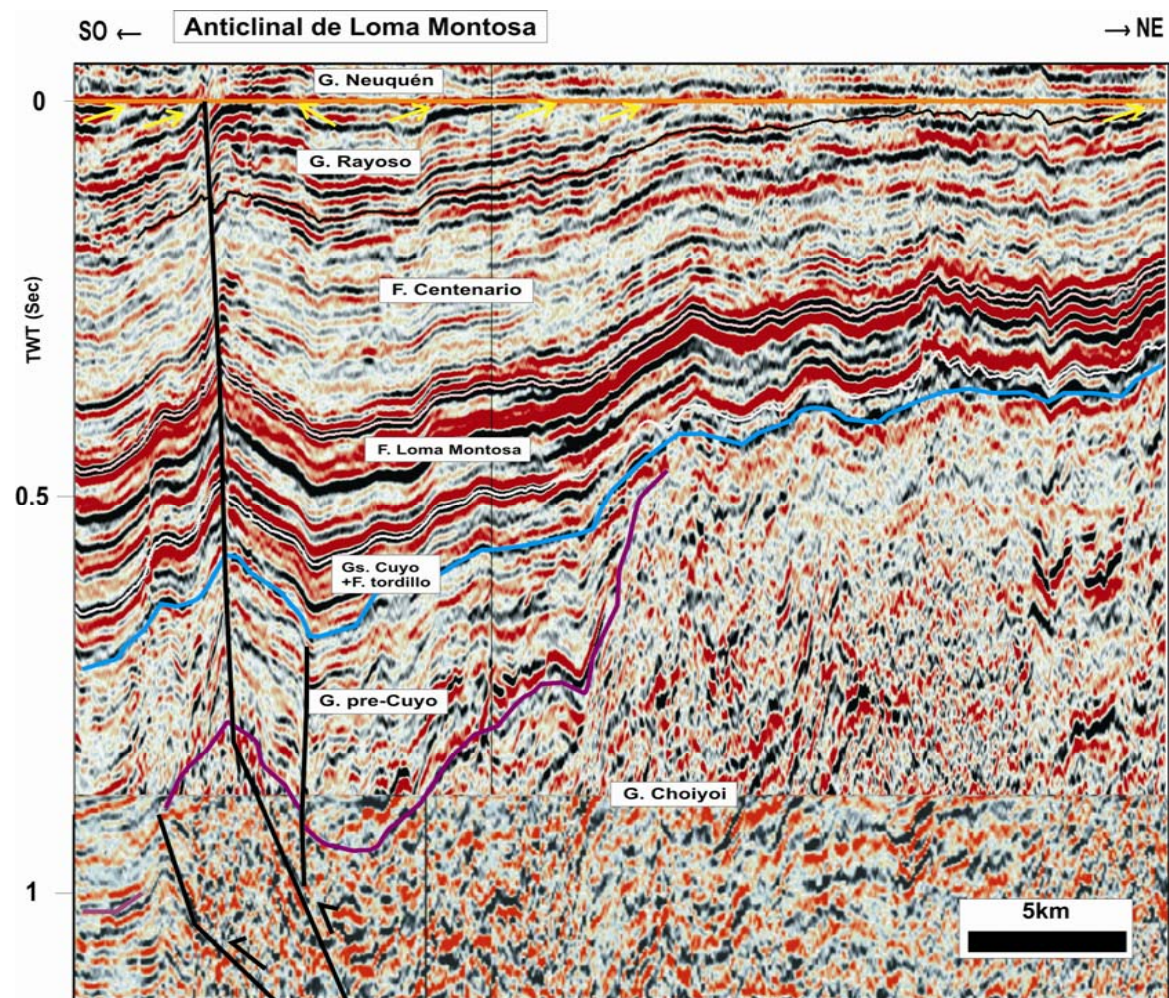 SO ← Anticlinal de Loma Montosa → NE
G. Neuquén
0
G. Rayoso
F. Centenario
TWT (Sec)
F. Loma Montosa
0.5
Gs. Cuyo
+F. tordillo
G. pre-Cuyo
G. Choiyoi
1
5km